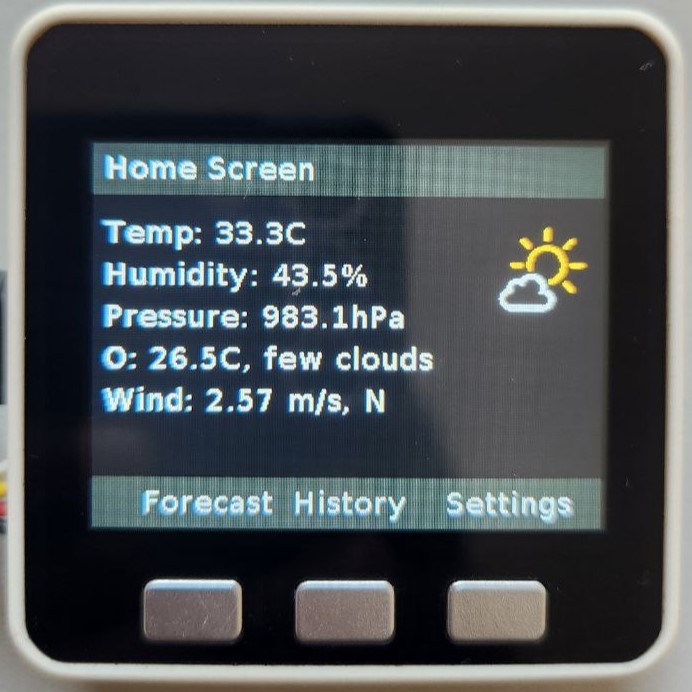 Home Screen
Temp: 33.3C
Humidity: 43.5%
Pressure: 983.1hPa
O: 26.5C, few clouds
Wind: 2.57 m/s, N
Forecast History Settings